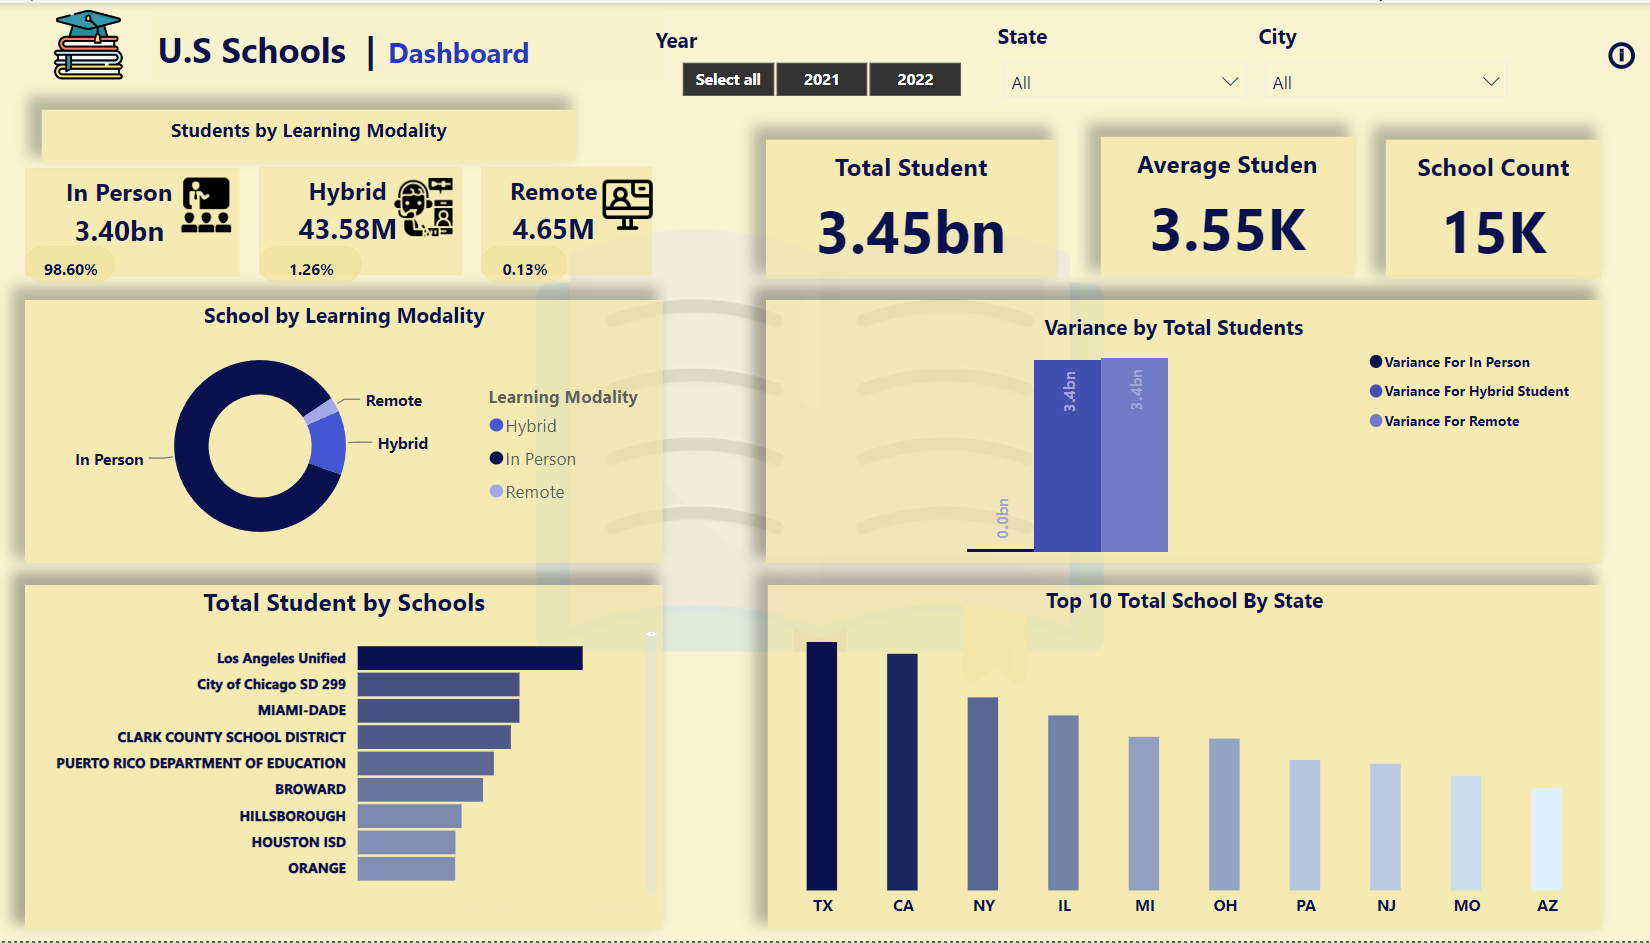 U.S Schools | Dashboard
Year
Select all
2021
2022
State
All
City
All
Students by Learning Modality
In Person
3.40bn
98.60%
Hybrid
43.58M
1.26%
Remote
4.65M
0.13%
Total Student
3.45bn
Average Studen
3.55K
School Count
15K
School by Learning Modality
Remote
Hybrid
In Person
Learning Modality
Hybrid
In Person
Remote
Variance by Total Students
0.0bn
3.4bn
3.4bn
Variance For In Person
Variance For Hybrid Student
Variance For Remote
Total Student by Schools
Los Angeles Unified
City of Chicago SD 299
MIAMI-DADE
CLARK COUNTY SCHOOL DISTRICT
PUERTO RICO DEPARTMENT OF EDUCATION
BROWARD
HILLSBOROUGH
HOUSTON ISD
ORANGE
Top 10 Total School By State
TX CA NY IL MI OH PA NJ MO AZ